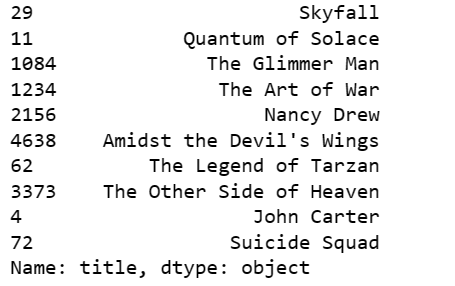 29 Skyfall
11 Quantum of Solace
1084 The Glimmer Man
1234 The Art of War
2156 Nancy Drew
4638 Amidst the Devil's Wings
62 The Legend of Tarzan
3373 The Other Side of Heaven
4 John Carter
72 Suicide Squad
Name: title, dtype: object